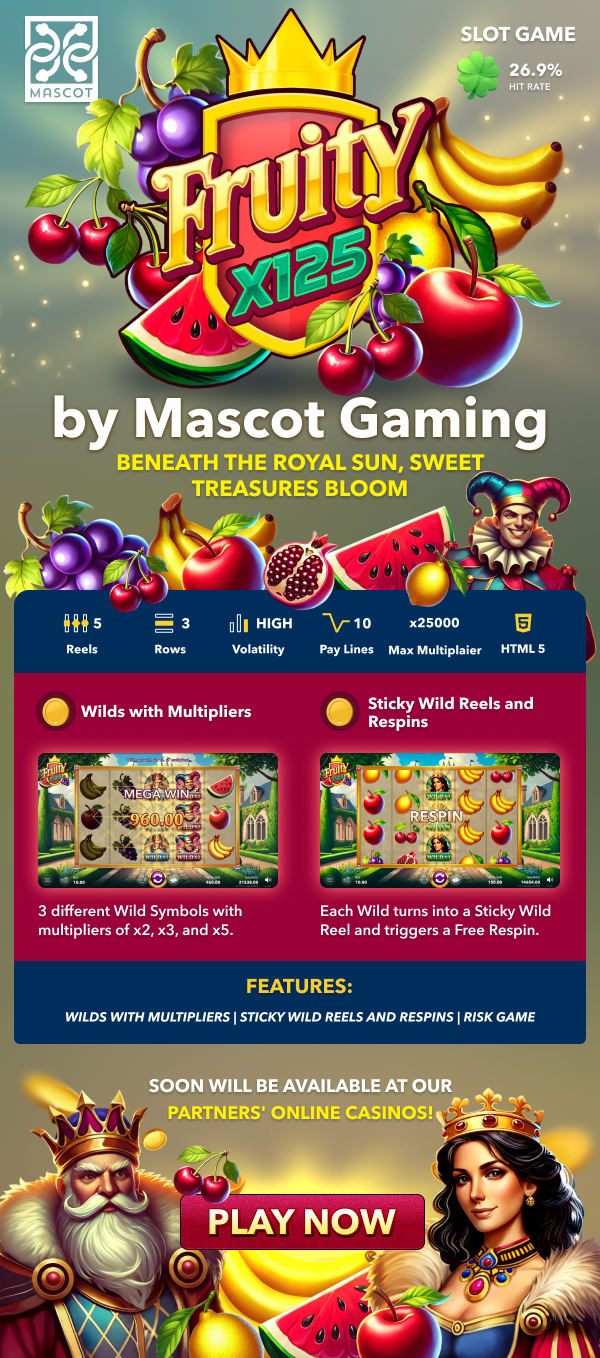 MASCOT
SLOT GAME
26.9%
HIT RATE
Fruity
X125
by Mascot Gaming
BENEATH THE ROYAL SUN, SWEET
TREASURES BLOOM
5
Reels
3
Rows
HIGH
Volatility
10
Pay Lines
x25000
Max Multiplaier
5
HTML 5
Wilds with Multipliers
Sticky Wild Reels and
Respins
Fruity
MEGA WIN
960.00
Fruity
RESPIN
3 different Wild Symbols with
multipliers of x2, x3, and x5.
Each Wild turns into a Sticky Wild
Reel and triggers a Free Respin.
FEATURES:
WILDS WITH MULTIPLIERS | STICKY WILD REELS AND RESPINS | RISK GAME
SOON WILL BE AVAILABLE AT OUR
PARTNERS' ONLINE CASINOS!
PLAY NOW